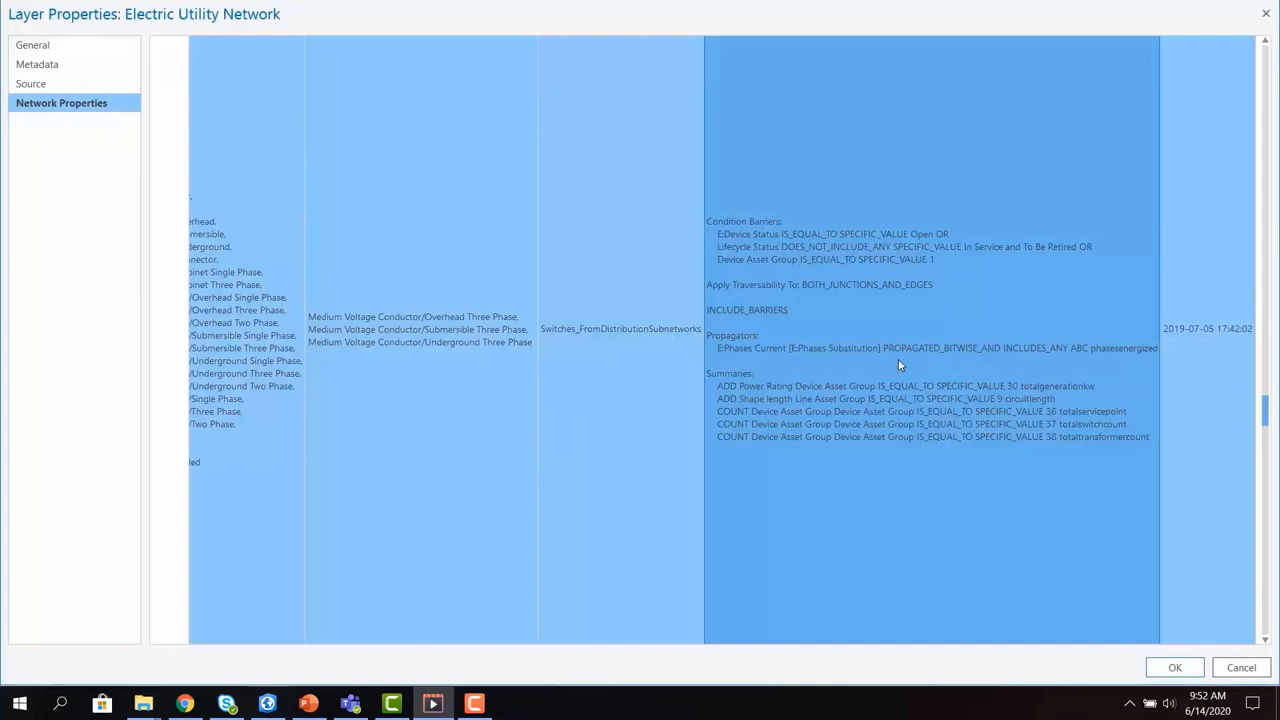 Layer Properties: Electric Utility Network
General
Metadata
Source
Network Properties
erhead,
mersible,
derground,
nnector,
binet Single Phase,
binet Three Phase,
/Overhead Single Phase,
/Overhead Three Phase,
/Overhead Two Phase,
/Submersible Single Phase,
/Submersible Three Phase,
/Underground Single Phase,
/Underground Three Phase,
/Underground Two Phase,
/Single Phase,
/Three Phase,
/Two Phase,
led
Medium Voltage Conductor/Overhead Three Phase,
Medium Voltage Conductor/Submersible Three Phase,
Medium Voltage Conductor/Underground Three Phase
Switches_FromDistributionSubnetworks
Condition Barriers:
E:Device Status IS_EQUAL_TO SPECIFIC_VALUE Open OR
Lifecycle Status DOES_NOT_INCLUDE_ANY SPECIFIC_VALUE In Service and To Be Retired OR
Device Asset Group IS_EQUAL_TO SPECIFIC_VALUE 1
Apply Traversability To: BOTH_JUNCTIONS_AND_EDGES
INCLUDE_BARRIERS
Propagators:
E:Phases Current [E:Phases Substitution] PROPAGATED_BITWISE_AND INCLUDES_ANY ABC phasesenergized
Summaries:
ADD Power Rating Device Asset Group IS_EQUAL_TO SPECIFIC_VALUE 30 totalgenerationkw
ADD Shape length Line Asset Group IS_EQUAL_TO SPECIFIC_VALUE 9 circuitlength
COUNT Device Asset Group Device Asset Group IS_EQUAL_TO SPECIFIC_VALUE 36 totalservicepoint
COUNT Device Asset Group Device Asset Group IS_EQUAL_TO SPECIFIC_VALUE 37 totalswitchcount
COUNT Device Asset Group Device Asset Group IS_EQUAL_TO SPECIFIC_VALUE 38 totaltransformercount
2019-07-05 17:42:02
OK
Cancel
9:52 AM
6/14/2020